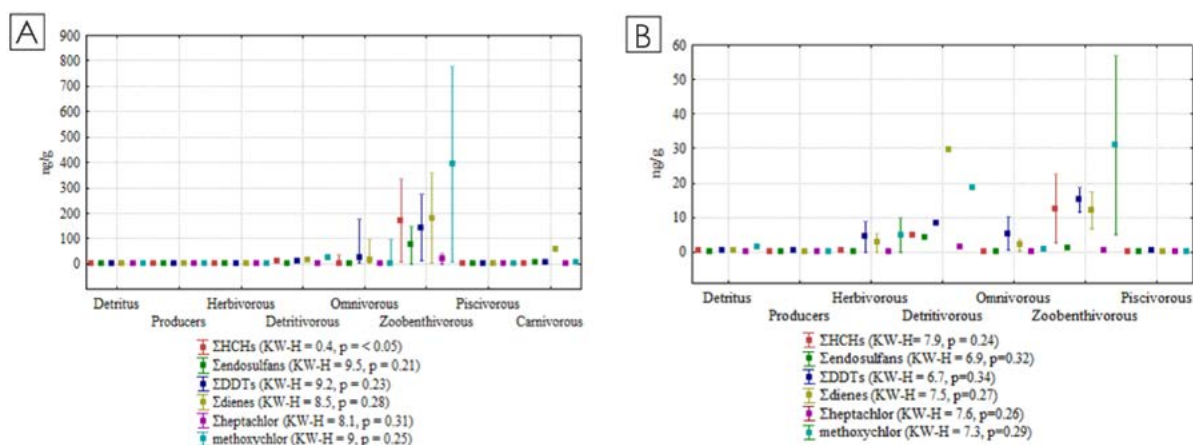 A
900
800
700
600
500
400
300
200
100
0
ng/g
Detritus
Herbivorous
Omnivorous
Piscivorous
Producers
Detritivorous
Zoobenthivorous
Carnivorous
ΣHCHs (KW-H = 0.4, p = < 0.05)
Σendosulfans (KW-H = 9.5, p = 0.21)
ΣDDTs (KW-H = 9.2, p = 0.23)
Σdienes (KW-H = 8.5, p = 0.28)
Σheptachlor (KW-H = 8.1, p = 0.31)
methoxychlor (KW-H = 9, p = 0.25)
B
60
50
40
30
20
10
0
ng/g
Detritus
Herbivorous
Omnivorous
Piscivorous
Producers
Detritivorous
Zoobenthivorous
ΣHCHs (KW-H= 7.9, p = 0.24)
Σendosulfans (KW-H = 6.9, p=0.32)
ΣDDTs (KW-H = 6.7, p=0.34)
Σdienes (KW-H = 7.5, p=0.27)
Σheptachlor (KW-H = 7.6, p=0.26)
methoxychlor (KW-H = 7.3, p=0.29)